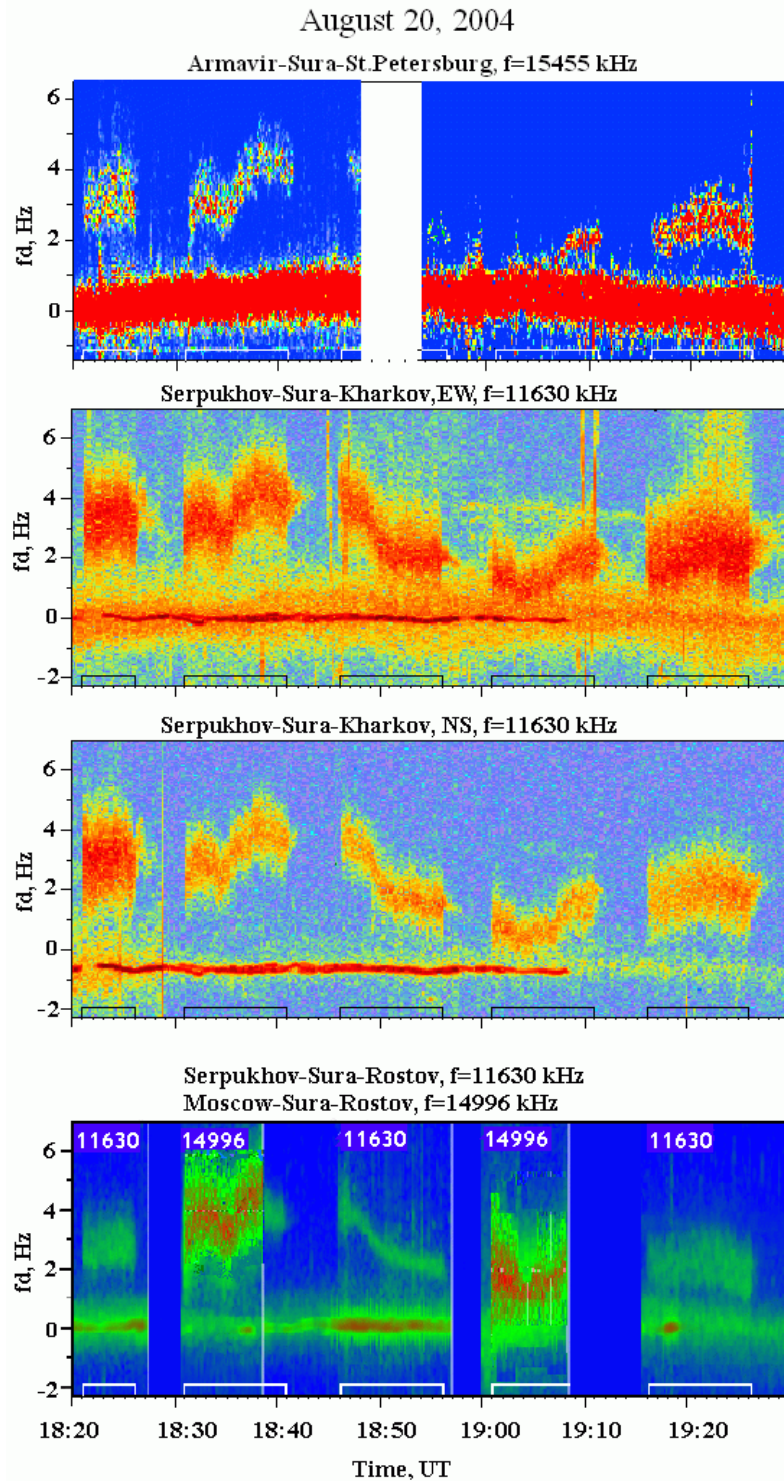 August 20, 2004
Armavir-Sura-St.Petersburg, f=15455 kHz
6
4
2
0
fd, Hz
Serpukhov-Sura-Kharkov,EW, f=11630 kHz
6
4
2
0
-2
fd, Hz
Serpukhov-Sura-Kharkov, NS, f=11630 kHz
6
4
2
0
-2
fd, Hz
Serpukhov-Sura-Rostov, f=11630 kHz
Moscow-Sura-Rostov, f=14996 kHz
11630 14996 11630 14996 11630
6
4
2
0
-2
fd, Hz
18:20 18:30 18:40 18:50 19:00 19:10 19:20
Time, UT